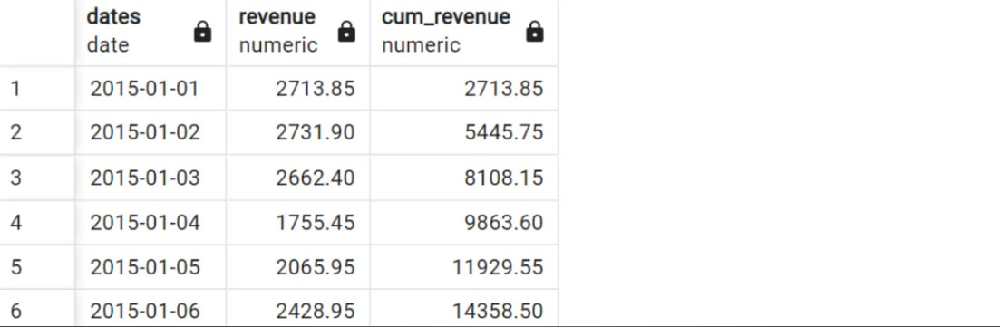 dates revenue cum_revenue
date numeric numeric
1 2015-01-01 2713.85 2713.85
2 2015-01-02 2731.90 5445.75
3 2015-01-03 2662.40 8108.15
4 2015-01-04 1755.45 9863.60
5 2015-01-05 2065.95 11929.55
6 2015-01-06 2428.95 14358.50